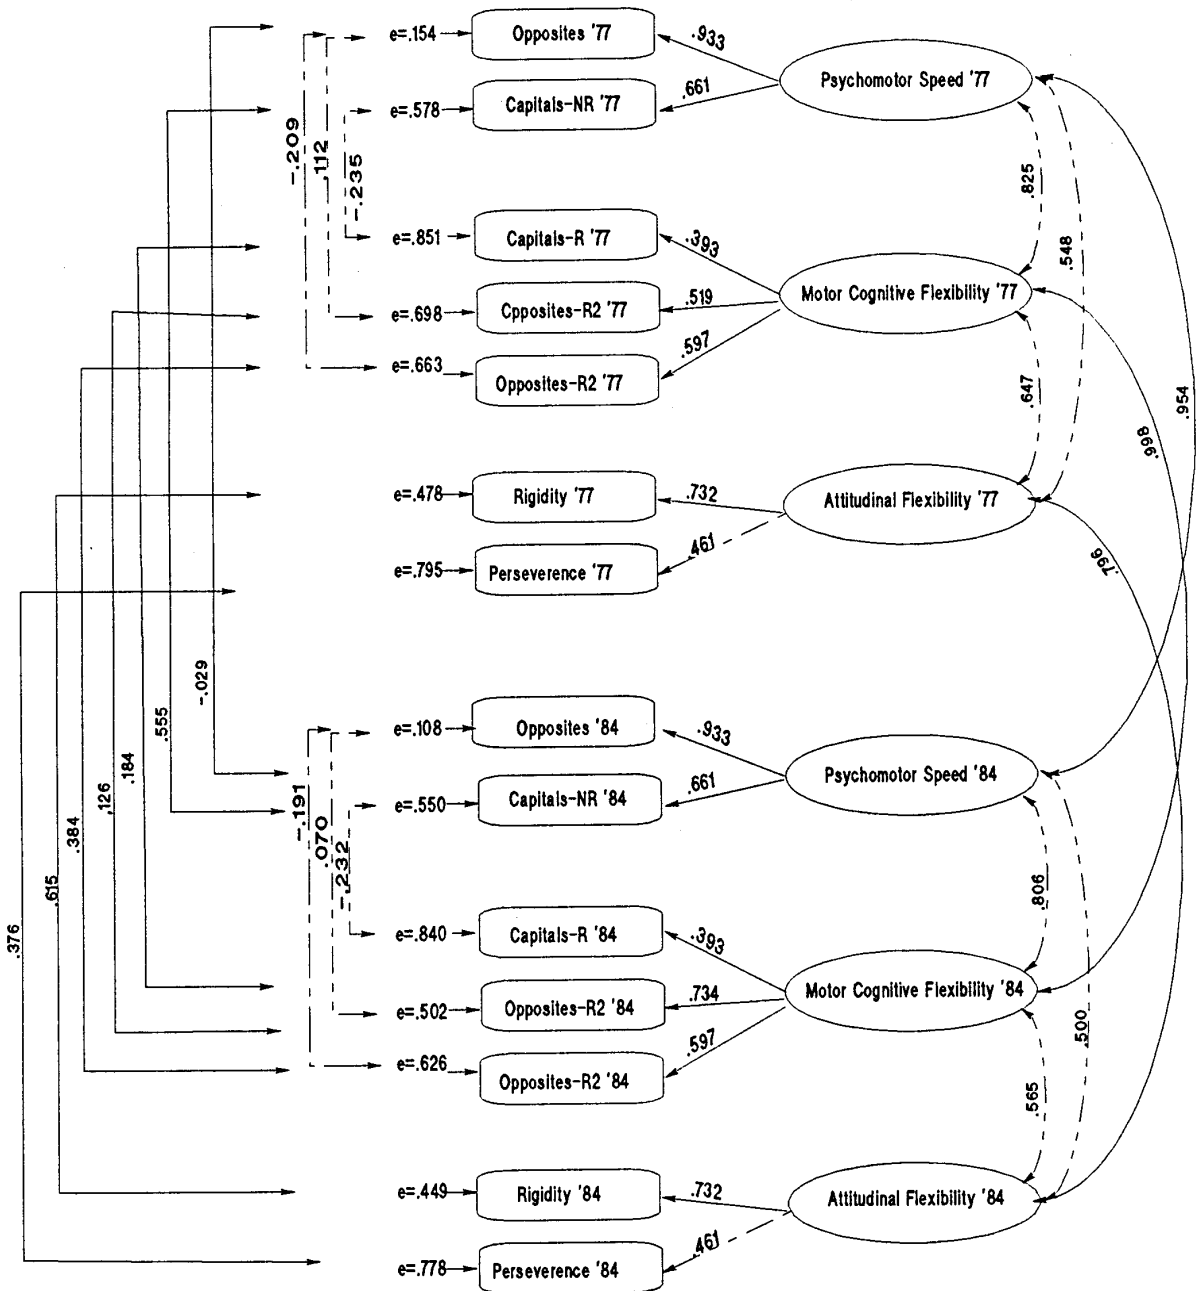 e=.154
Opposites '77
.933
Psychomotor Speed '77
e=.578
Capitals-NR '77
.661
-.209
.112
-.235
.825
.548
e=.851
Capitals-R '77
.393
Motor Cognitive Flexibility '77
e=.698
Cpposites-R2 '77
.519
e=.663
Opposites-R2 '77
.597
.647
.954
.998
e=.478
Rigidity '77
.732
Attitudinal Flexibility '77
e=.795
Perseverence '77
.461
.796
-.029
.555
.184
.126
.384
.615
.376
e=.108
Opposites '84
.933
Psychomotor Speed '84
e=.550
Capitals-NR '84
.661
-.191
.070
-.232
.806
.500
e=.840
Capitals-R '84
.393
Motor Cognitive Flexibility '84
e=.502
Opposites-R2 '84
.734
e=.626
Opposites-R2 '84
.597
.565
e=.449
Rigidity '84
.732
Attitudinal Flexibility '84
e=.778
Perseverence '84
.461